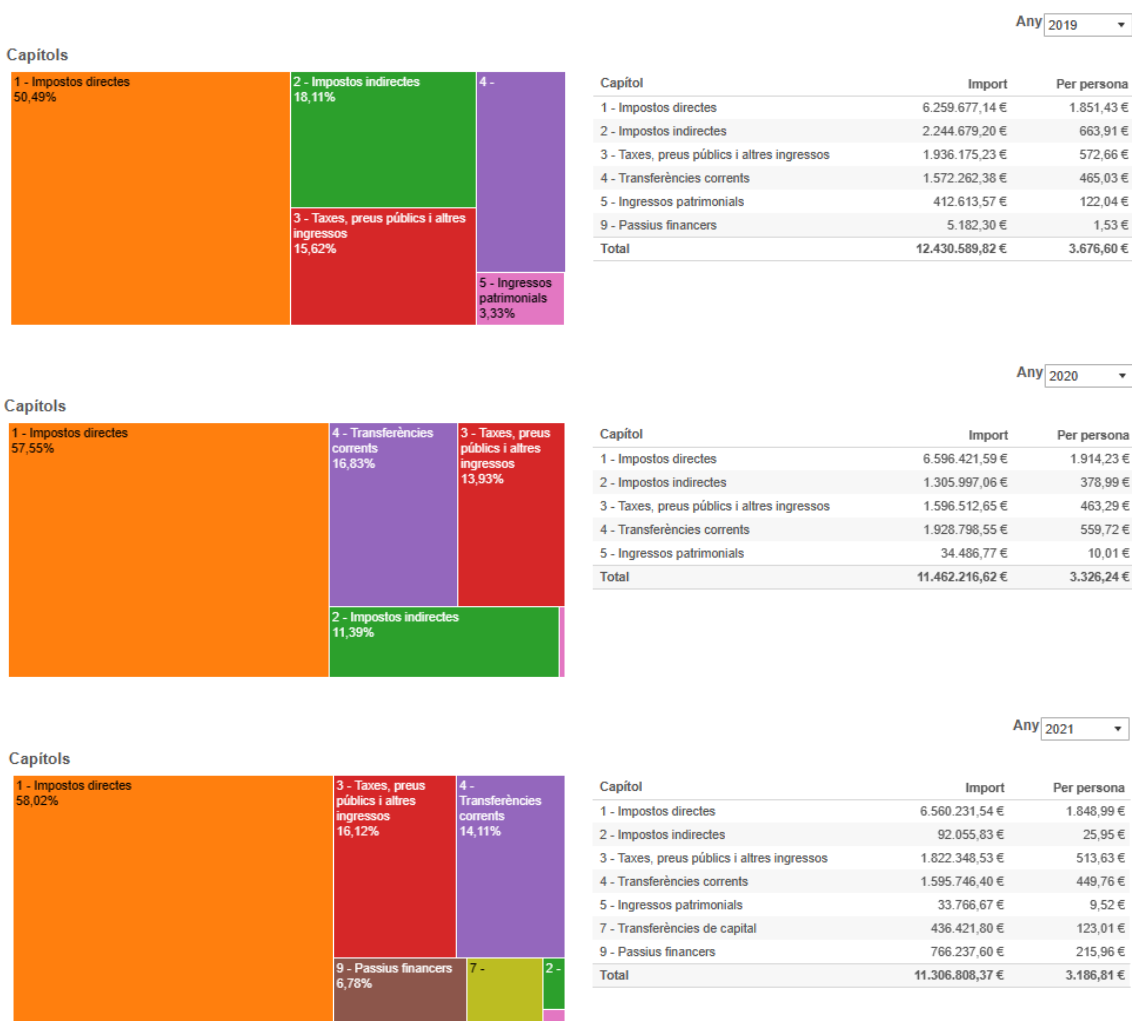 Any 2019
Capítols
1 - Impostos directes
50,49%
2 - Impostos indirectes
18,11%
4 -
3 - Taxes, preus públics i altres
ingressos
15,62%
5 - Ingressos
patrimonials
3,33%
Capítol Import Per persona
1 - Impostos directes 6.259.677,14 € 1.851,43 €
2 - Impostos indirectes 2.244.679,20 € 663,91 €
3 - Taxes, preus públics i altres ingressos 1.936.175,23 € 572,66 €
4 - Transferències corrents 1.572.262,38 € 465,03 €
5 - Ingressos patrimonials 412.613,57 € 122,04 €
9 - Passius financers 5.182,30 € 1,53 €
Total 12.430.589,82 € 3.676,60 €
Any 2020
Capítols
1 - Impostos directes
57,55%
4 - Transferències
corrents
16,83%
3 - Taxes, preus
públics i altres
ingressos
13,93%
2 - Impostos indirectes
11,39%
Capítol Import Per persona
1 - Impostos directes 6.596.421,59 € 1.914,23 €
2 - Impostos indirectes 1.305.997,06 € 378,99 €
3 - Taxes, preus públics i altres ingressos 1.596.512,65 € 463,29 €
4 - Transferències corrents 1.928.798,55 € 559,72 €
5 - Ingressos patrimonials 34.486,77 € 10,01 €
Total 11.462.216,62 € 3.326,24 €
Any 2021
Capítols
1 - Impostos directes
58,02%
3 - Taxes, preus
públics i altres
ingressos
16,12%
4 -
Transferències
corrents
14,11%
9 - Passius financers
6,78%
7 -
2 -
Capítol Import Per persona
1 - Impostos directes 6.560.231,54 € 1.848,99 €
2 - Impostos indirectes 92.055,83 € 25,95 €
3 - Taxes, preus públics i altres ingressos 1.822.348,53 € 513,63 €
4 - Transferències corrents 1.595.746,40 € 449,76 €
5 - Ingressos patrimonials 33.766,67 € 9,52 €
7 - Transferències de capital 436.421,80 € 123,01 €
9 - Passius financers 766.237,60 € 215,96 €
Total 11.306.808,37 € 3.186,81 €